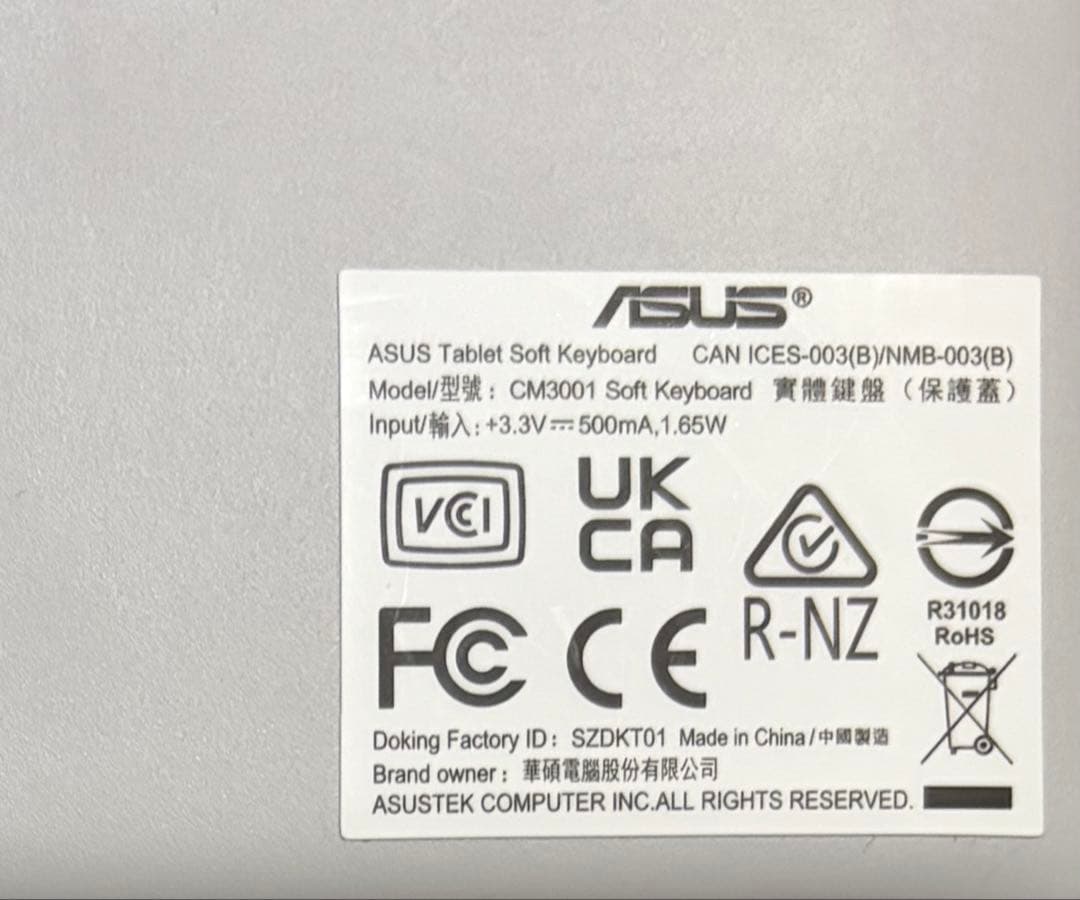 ASUS®
ASUS Tablet Soft Keyboard CAN ICES-003(B)/NMB-003(B)
Model/型號: CM3001 Soft Keyboard 實體鍵盤（保護蓋）
Input/輸入: +3.3V⎓500mA,1.65W
VCCI
UK
CA
R-NZ
R31018
RoHS
FC CE
Doking Factory ID: SZDKT01 Made in China/中國製造
Brand owner: 華碩電腦股份有限公司
ASUSTEK COMPUTER INC.ALL RIGHTS RESERVED.